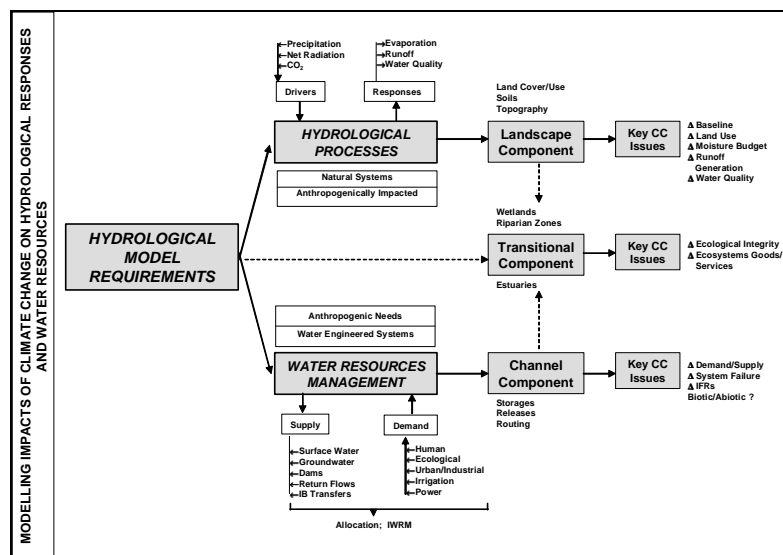 MODELLING IMPACTS OF CLIMATE CHANGE ON HYDROLOGICAL RESPONSES
AND WATER RESOURCES
HYDROLOGICAL
MODEL
REQUIREMENTS
Precipitation
Net Radiation
CO₂
Drivers
Evaporation
Runoff
Water Quality
Responses
HYDROLOGICAL
PROCESSES
Natural Systems
Anthropogenically Impacted
Land Cover/Use
Soils
Topography
Landscape
Component
Key CC
Issues
Δ Baseline
Δ Land Use
Δ Moisture Budget
Δ Runoff
Generation
Δ Water Quality
Wetlands
Riparian Zones
Transitional
Component
Estuaries
Key CC
Issues
Δ Ecological Integrity
Δ Ecosystems Goods/
Services
Anthropogenic Needs
Water Engineered Systems
WATER RESOURCES
MANAGEMENT
Channel
Component
Storages
Releases
Routing
Key CC
Issues
Δ Demand/Supply
Δ System Failure
Δ IFRs
Biotic/Abiotic ?
Supply
Surface Water
Groundwater
Dams
Return Flows
IB Transfers
Demand
Human
Ecological
Urban/Industrial
Irrigation
Power
Allocation; IWRM